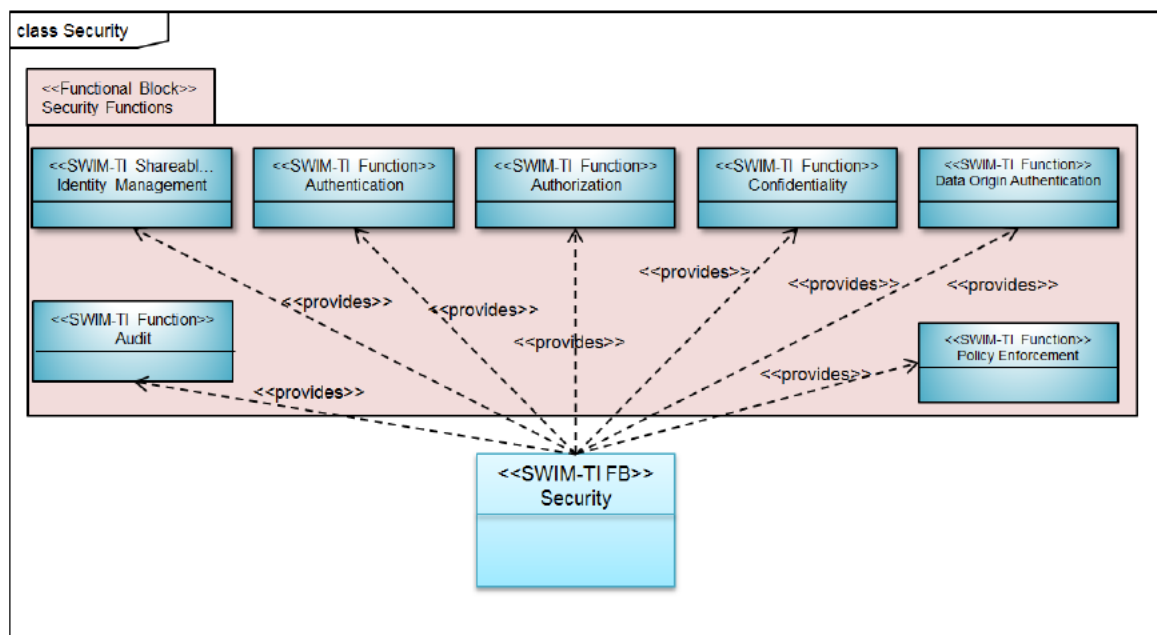 class Security
<<Functional Block>>
Security Functions
<<SWIM-TI Shareabl...
Identity Management
<<SWIM-TI Function>>
Authentication
<<SWIM-TI Function>>
Authorization
<<SWIM-TI Function>>
Confidentiality
<<SWIM-TI Function>>
Data Origin Authentication
<<provides>>
<<provides>>
<<provides>>
<<provides>>
<<provides>>
<<SWIM-TI Function>>
Audit
<<provides>>
<<SWIM-TI Function>>
Policy Enforcement
<<provides>>
<<provides>>
<<SWIM-TI FB>>
Security